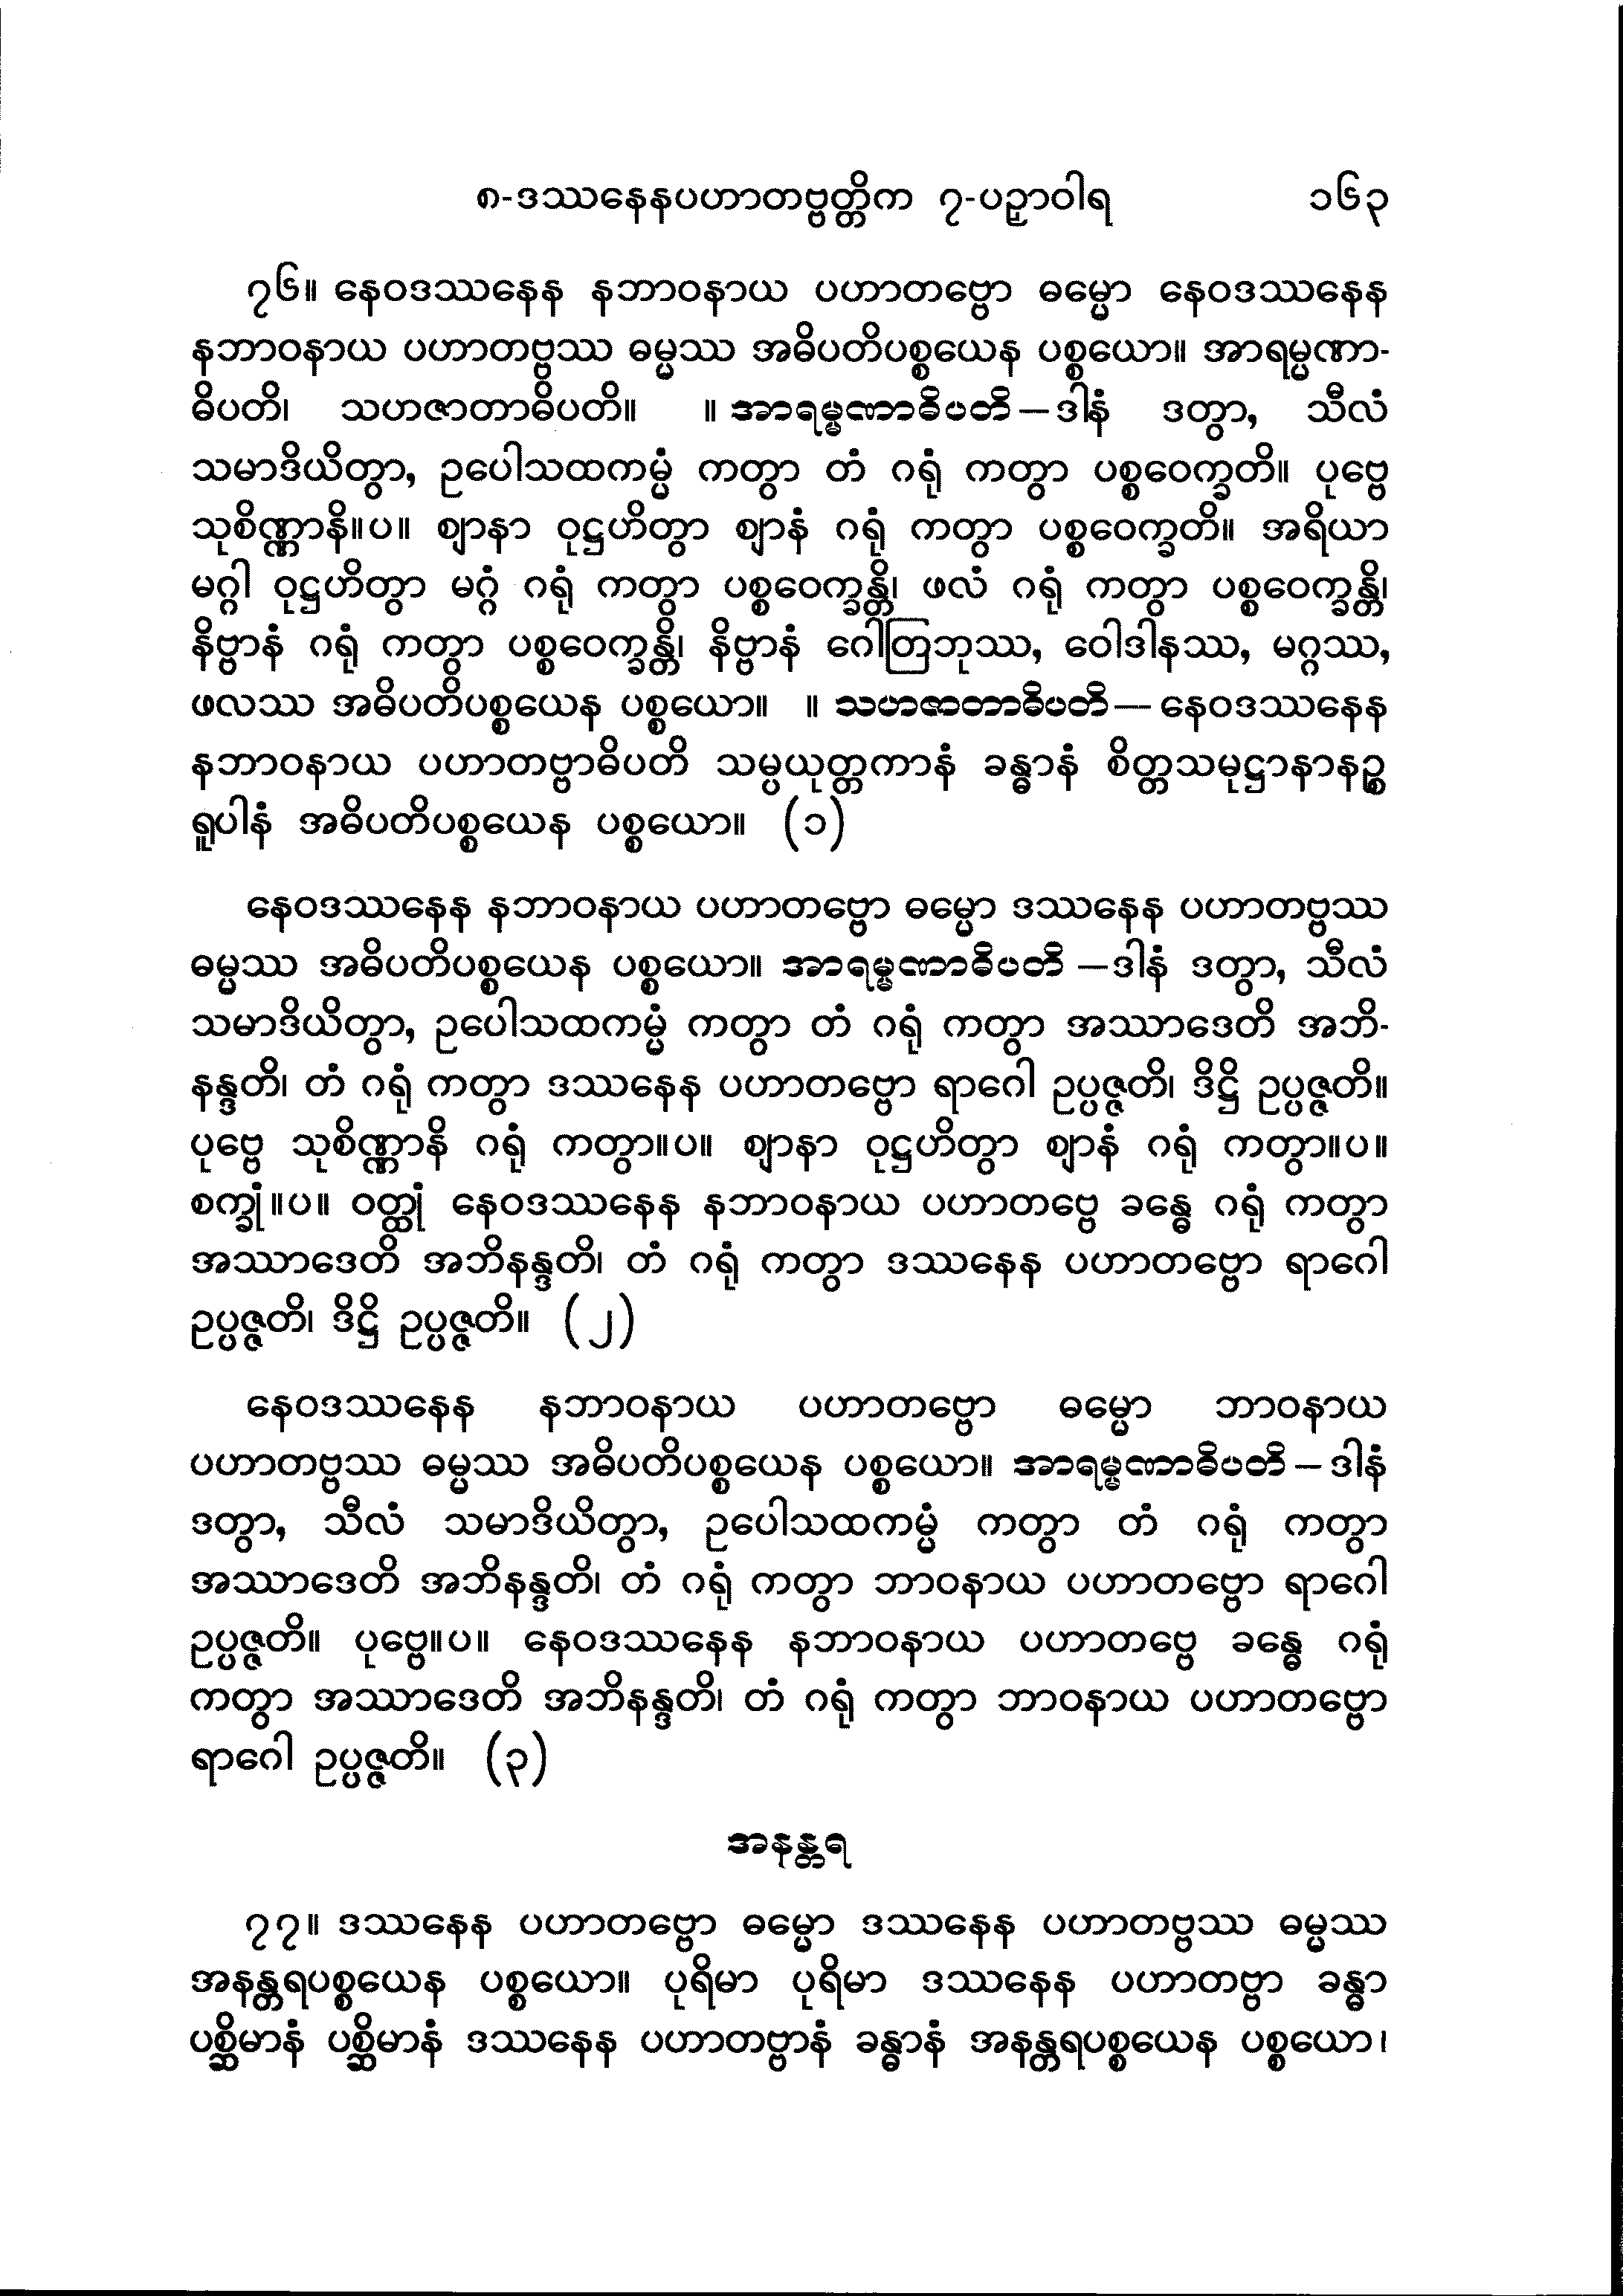 ၈-ဒဿနေနပဟာတဗ္ဗတ္တိက ၇-ပဉှာဝါရ ၁၆၃
၇၆။ နေဝဒဿနေန နဘာဝနာယ ပဟာတဗ္ဗော ဓမ္မော နေဝဒဿနေန
နဘာဝနာယ ပဟာတဗ္ဗဿ ဓမ္မဿ အဓိပတိပစ္စယေန ပစ္စယော။ အာရမ္မဏာ-
ဓိပတိ၊ သဟဇာတာဓိပတိ။ ။ အာရမ္မဏာဓိပတိ – ဒါနံ ဒတွာ, သီလံ
သမာဒိယိတွာ, ဥပေါသထကမ္မံ ကတွာ တံ ဂရုံ ကတွာ ပစ္စဝေက္ခတိ။ ပုဗ္ဗေ
သုစိဏ္ဏာနိ။ပ။ ဈာနာ ဝုဋ္ဌဟိတွာ ဈာနံ ဂရုံ ကတွာ ပစ္စဝေက္ခတိ။ အရိယာ
မဂ္ဂါ ဝုဋ္ဌဟိတွာ မဂ္ဂံ ဂရုံ ကတွာ ပစ္စဝေက္ခန္တိ၊ ဖလံ ဂရုံ ကတွာ ပစ္စဝေက္ခန္တိ၊
နိဗ္ဗာနံ ဂရုံ ကတွာ ပစ္စဝေက္ခန္တိ၊ နိဗ္ဗာနံ ဂေါတြဘုဿ, ဝေါဒါနဿ, မဂ္ဂဿ,
ဖလဿ အဓိပတိပစ္စယေန ပစ္စယော။ ။ သဟဇာတာဓိပတိ — နေဝဒဿနေန
နဘာဝနာယ ပဟာတဗ္ဗာဓိပတိ သမ္ပယုတ္တကာနံ ခန္ဓာနံ စိတ္တသမုဋ္ဌာနာနဉ္စ
ရူပါနံ အဓိပတိပစ္စယေန ပစ္စယော။ (၁)
နေဝဒဿနေန နဘာဝနာယ ပဟာတဗ္ဗော ဓမ္မော ဒဿနေန ပဟာတဗ္ဗဿ
ဓမ္မဿ အဓိပတိပစ္စယေန ပစ္စယော။ အာရမ္မဏာဓိပတိ – ဒါနံ ဒတွာ, သီလံ
သမာဒိယိတွာ, ဥပေါသထကမ္မံ ကတွာ တံ ဂရုံ ကတွာ အဿာဒေတိ အဘိ-
နန္ဒတိ၊ တံ ဂရုံ ကတွာ ဒဿနေန ပဟာတဗ္ဗော ရာဂေါ ဥပ္ပဇ္ဇတိ၊ ဒိဋ္ဌိ ဥပ္ပဇ္ဇတိ။
ပုဗ္ဗေ သုစိဏ္ဏာနိ ဂရုံ ကတွာ။ပ။ ဈာနာ ဝုဋ္ဌဟိတွာ ဈာနံ ဂရုံ ကတွာ။ပ။
စက္ခုံ။ပ။ ဝတ္ထုံ နေဝဒဿနေန နဘာဝနာယ ပဟာတဗ္ဗေ ခန္ဓေ ဂရုံ ကတွာ
အဿာဒေတိ အဘိနန္ဒတိ၊ တံ ဂရုံ ကတွာ ဒဿနေန ပဟာတဗ္ဗော ရာဂေါ
ဥပ္ပဇ္ဇတိ၊ ဒိဋ္ဌိ ဥပ္ပဇ္ဇတိ။ (၂)
နေဝဒဿနေန နဘာဝနာယ ပဟာတဗ္ဗော ဓမ္မော ဘာဝနာယ
ပဟာတဗ္ဗဿ ဓမ္မဿ အဓိပတိပစ္စယေန ပစ္စယော။ အာရမ္မဏာဓိပတိ – ဒါနံ
ဒတွာ, သီလံ သမာဒိယိတွာ, ဥပေါသထကမ္မံ ကတွာ တံ ဂရုံ ကတွာ
အဿာဒေတိ အဘိနန္ဒတိ၊ တံ ဂရုံ ကတွာ ဘာဝနာယ ပဟာတဗ္ဗော ရာဂေါ
ဥပ္ပဇ္ဇတိ။ ပုဗ္ဗေ။ပ။ နေဝဒဿနေန နဘာဝနာယ ပဟာတဗ္ဗေ ခန္ဓေ ဂရုံ
ကတွာ အဿာဒေတိ အဘိနန္ဒတိ၊ တံ ဂရုံ ကတွာ ဘာဝနာယ ပဟာတဗ္ဗော
ရာဂေါ ဥပ္ပဇ္ဇတိ။ (၃)
အနန္တရ
၇၇။ ဒဿနေန ပဟာတဗ္ဗော ဓမ္မော ဒဿနေန ပဟာတဗ္ဗဿ ဓမ္မဿ
အနန္တရပစ္စယေန ပစ္စယော။ ပုရိမာ ပုရိမာ ဒဿနေန ပဟာတဗ္ဗာ ခန္ဓာ
ပစ္ဆိမာနံ ပစ္ဆိမာနံ ဒဿနေန ပဟာတဗ္ဗာနံ ခန္ဓာနံ အနန္တရပစ္စယေန ပစ္စယော၊